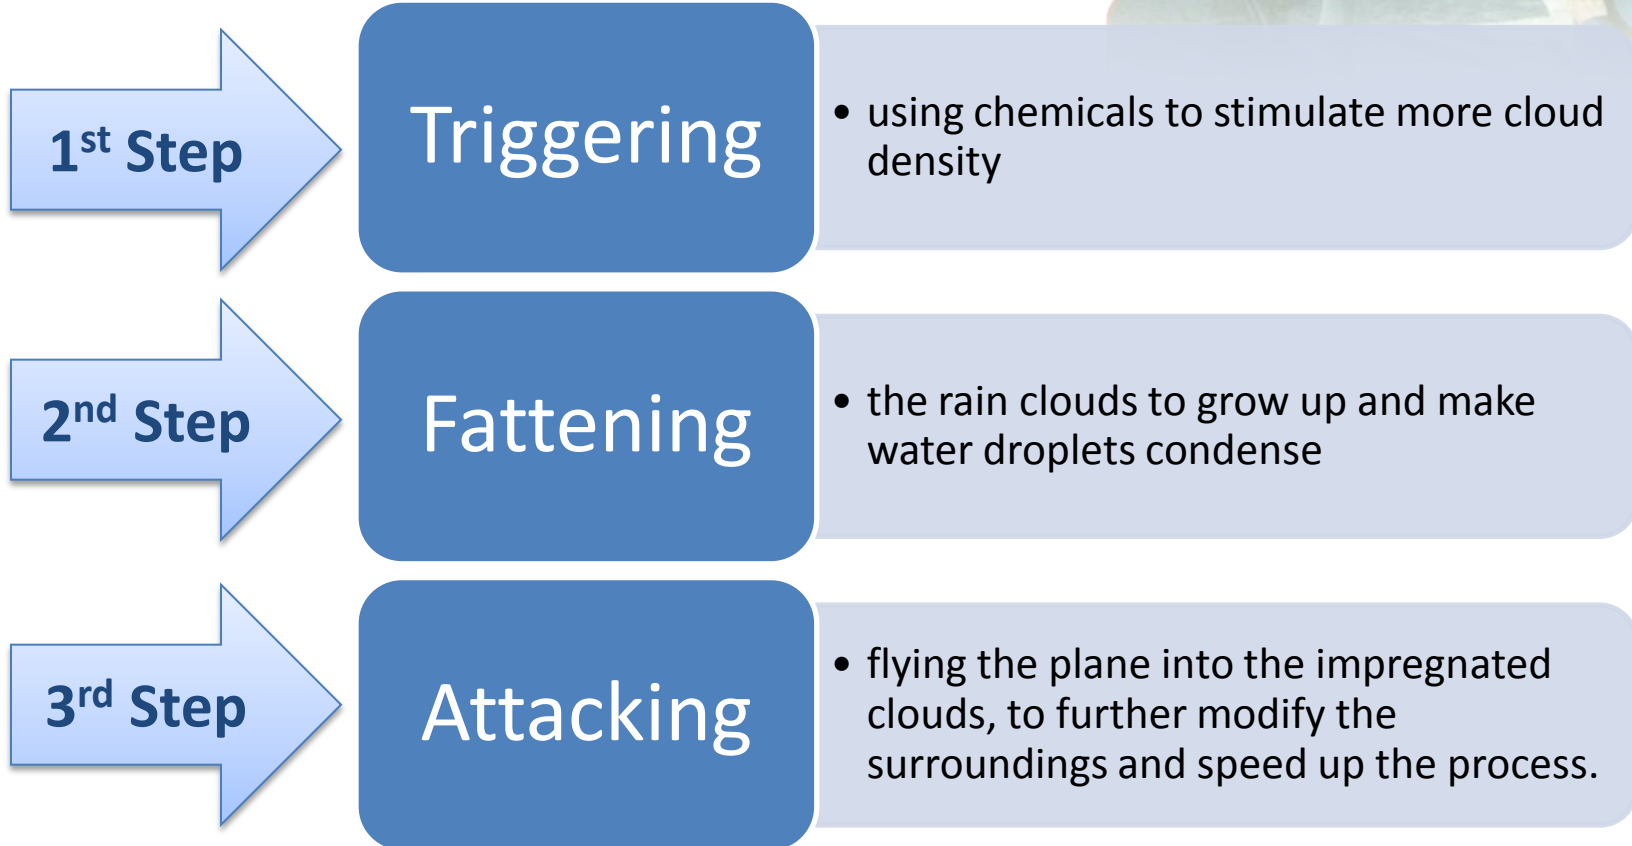 1st Step
Triggering
• using chemicals to stimulate more cloud
density
2nd Step
Fattening
• the rain clouds to grow up and make
water droplets condense
3rd Step
Attacking
• flying the plane into the impregnated
clouds, to further modify the
surroundings and speed up the process.